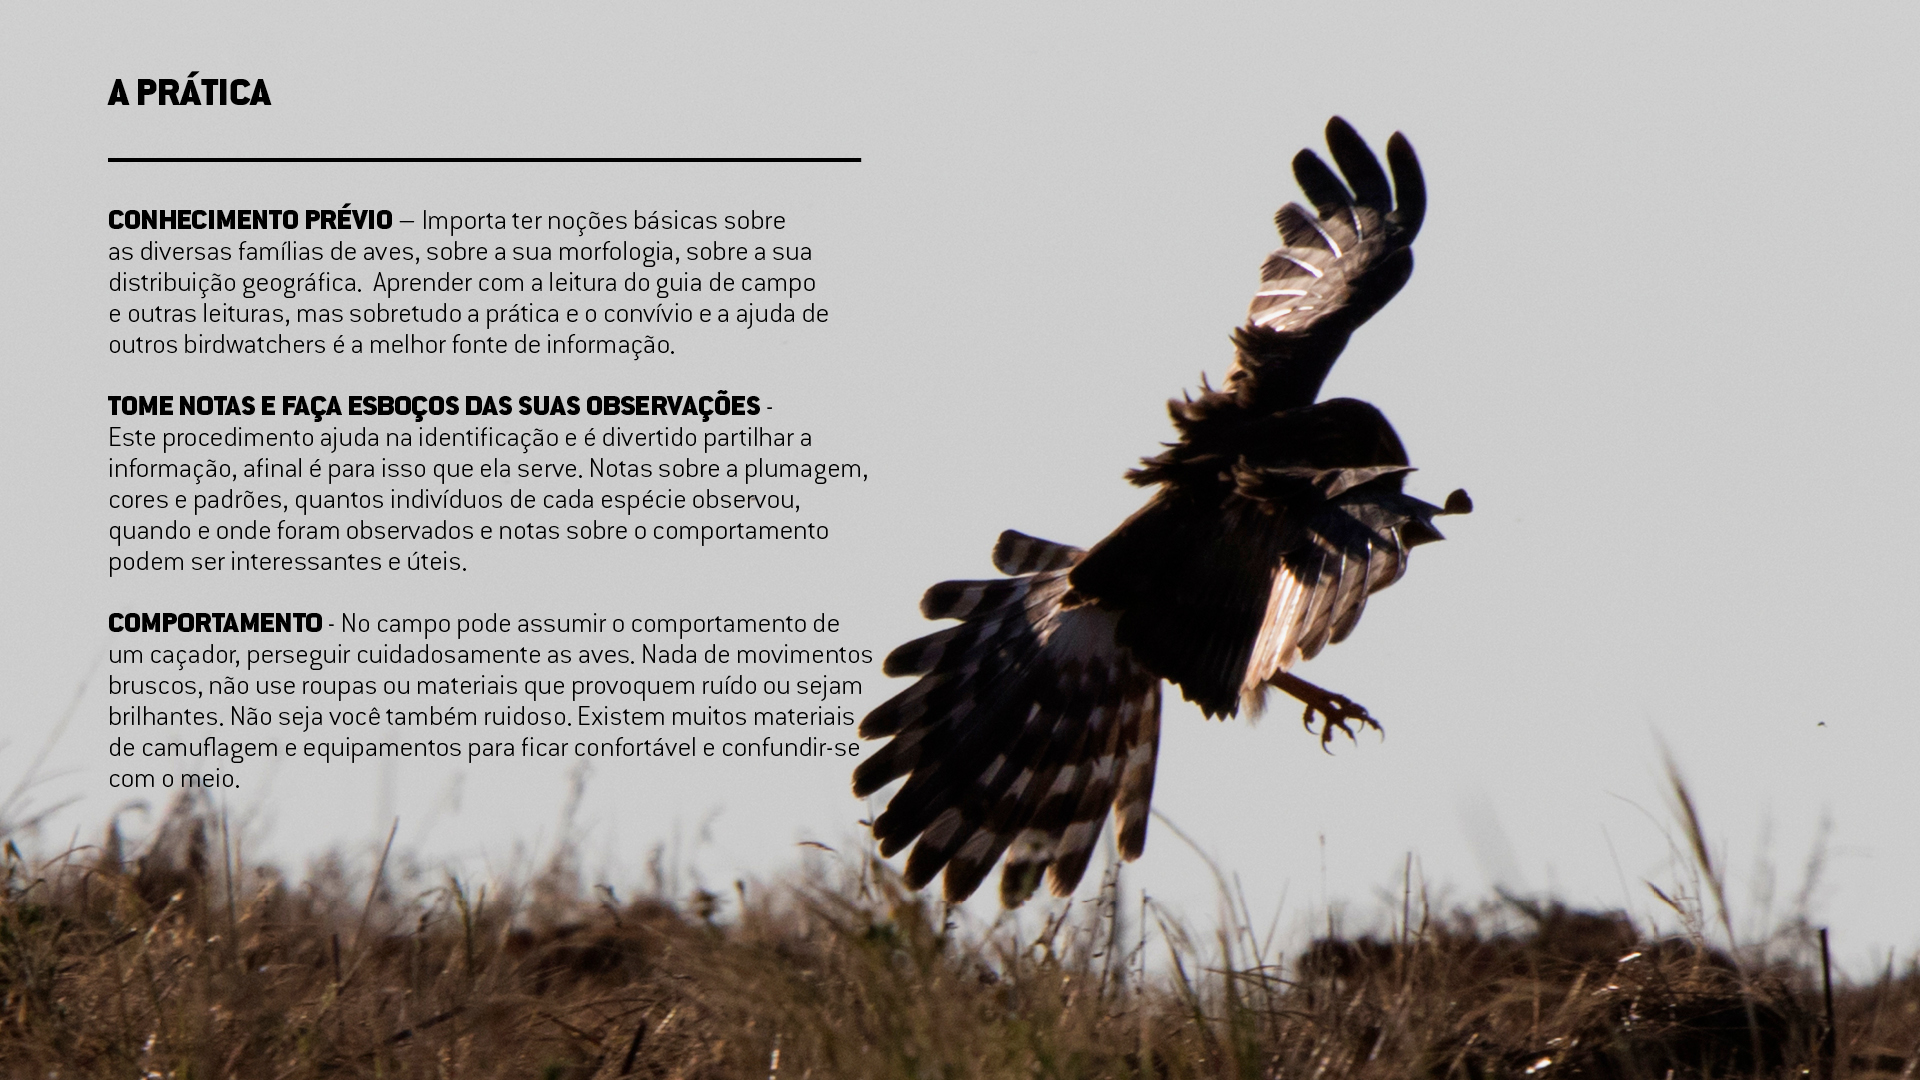 A PRÁTICA
CONHECIMENTO PRÉVIO – Importa ter noções básicas sobre
as diversas famílias de aves, sobre a sua morfologia, sobre a sua
distribuição geográfica.  Aprender com a leitura do guia de campo
e outras leituras, mas sobretudo a prática e o convívio e a ajuda de
outros birdwatchers é a melhor fonte de informação.
TOME NOTAS E FAÇA ESBOÇOS DAS SUAS OBSERVAÇÕES -
Este procedimento ajuda na identificação e é divertido partilhar a
informação, afinal é para isso que ela serve. Notas sobre a plumagem,
cores e padrões, quantos indivíduos de cada espécie observou,
quando e onde foram observados e notas sobre o comportamento
podem ser interessantes e úteis.
COMPORTAMENTO - No campo pode assumir o comportamento de
um caçador, perseguir cuidadosamente as aves. Nada de movimentos
bruscos, não use roupas ou materiais que provoquem ruído ou sejam
brilhantes. Não seja você também ruidoso. Existem muitos materiais
de camuflagem e equipamentos para ficar confortável e confundir-se
com o meio.